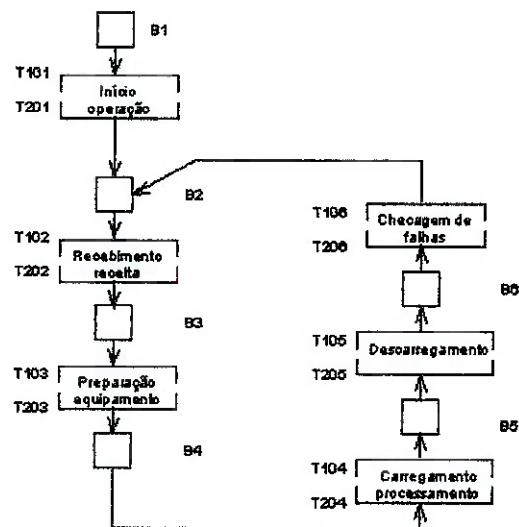 B1
T101
Início
operação
T201
B2
T102
Recebimento
receita
T202
B3
T103
Preparação
equipamento
T203
B4
T106
Checagem de
falhas
T206
B6
T105
Descarregamento
T205
B5
T104
Carregamento
processamento
T204